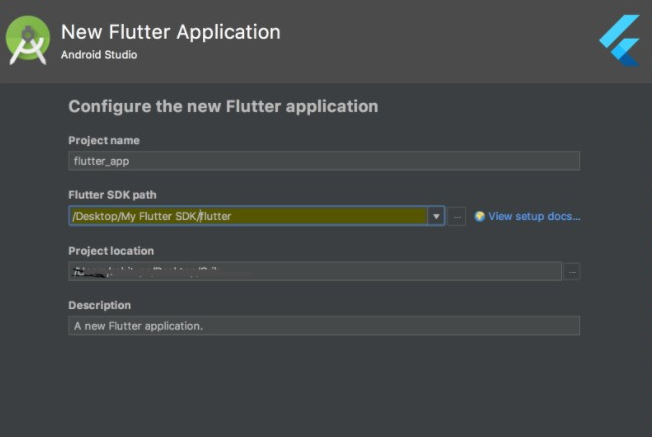 New Flutter Application
Android Studio
Configure the new Flutter application
Project name
flutter_app
Flutter SDK path
/Desktop/My Flutter SDK/flutter
View setup docs...
Project location
Description
A new Flutter application.